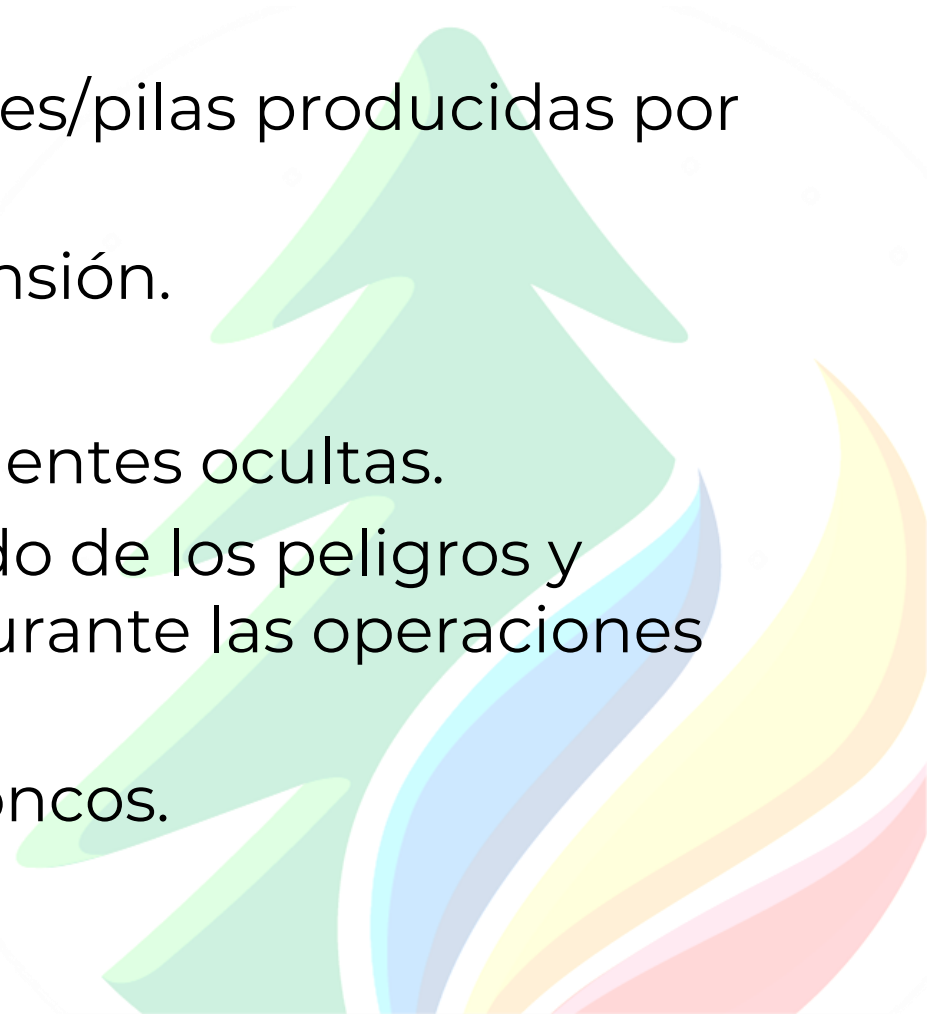 es/pilas producidas por
nsión.
entes ocultas.
do de los peligros y
urante las operaciones
oncos.